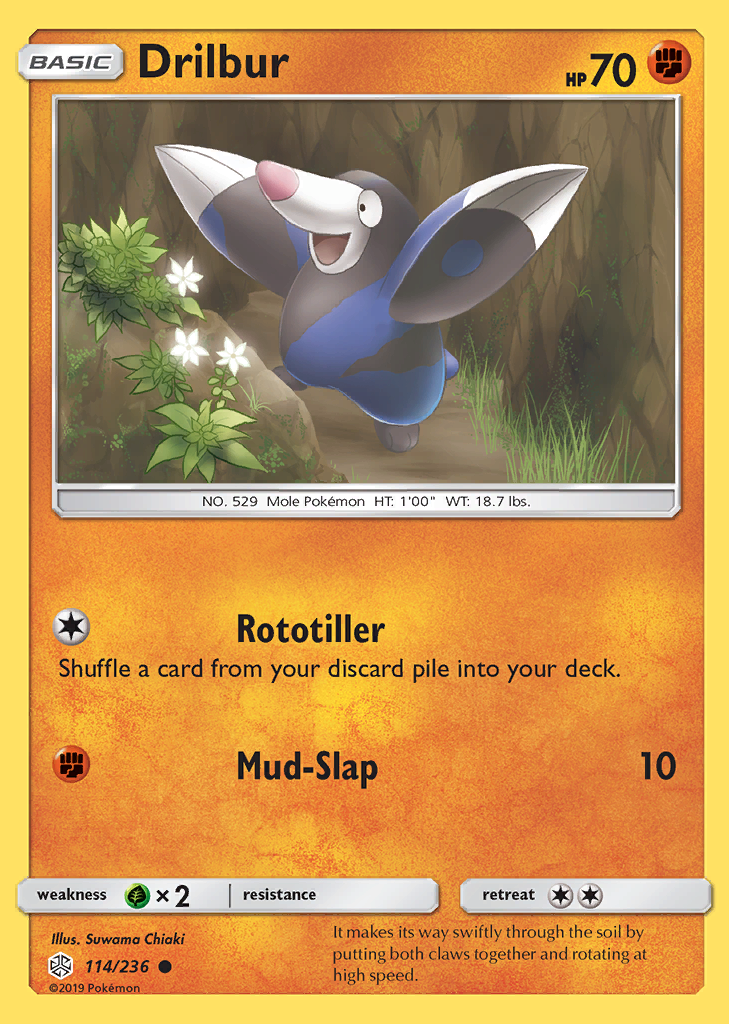 BASIC Drilbur HP 70
NO. 529 Mole Pokémon HT: 1'00" WT: 18.7 lbs.
Rototiller
Shuffle a card from your discard pile into your deck.
Mud-Slap 10
weakness × 2 resistance retreat
Illus. Suwama Chiaki
114/236
©2019 Pokémon
It makes its way swiftly through the soil by
putting both claws together and rotating at
high speed.